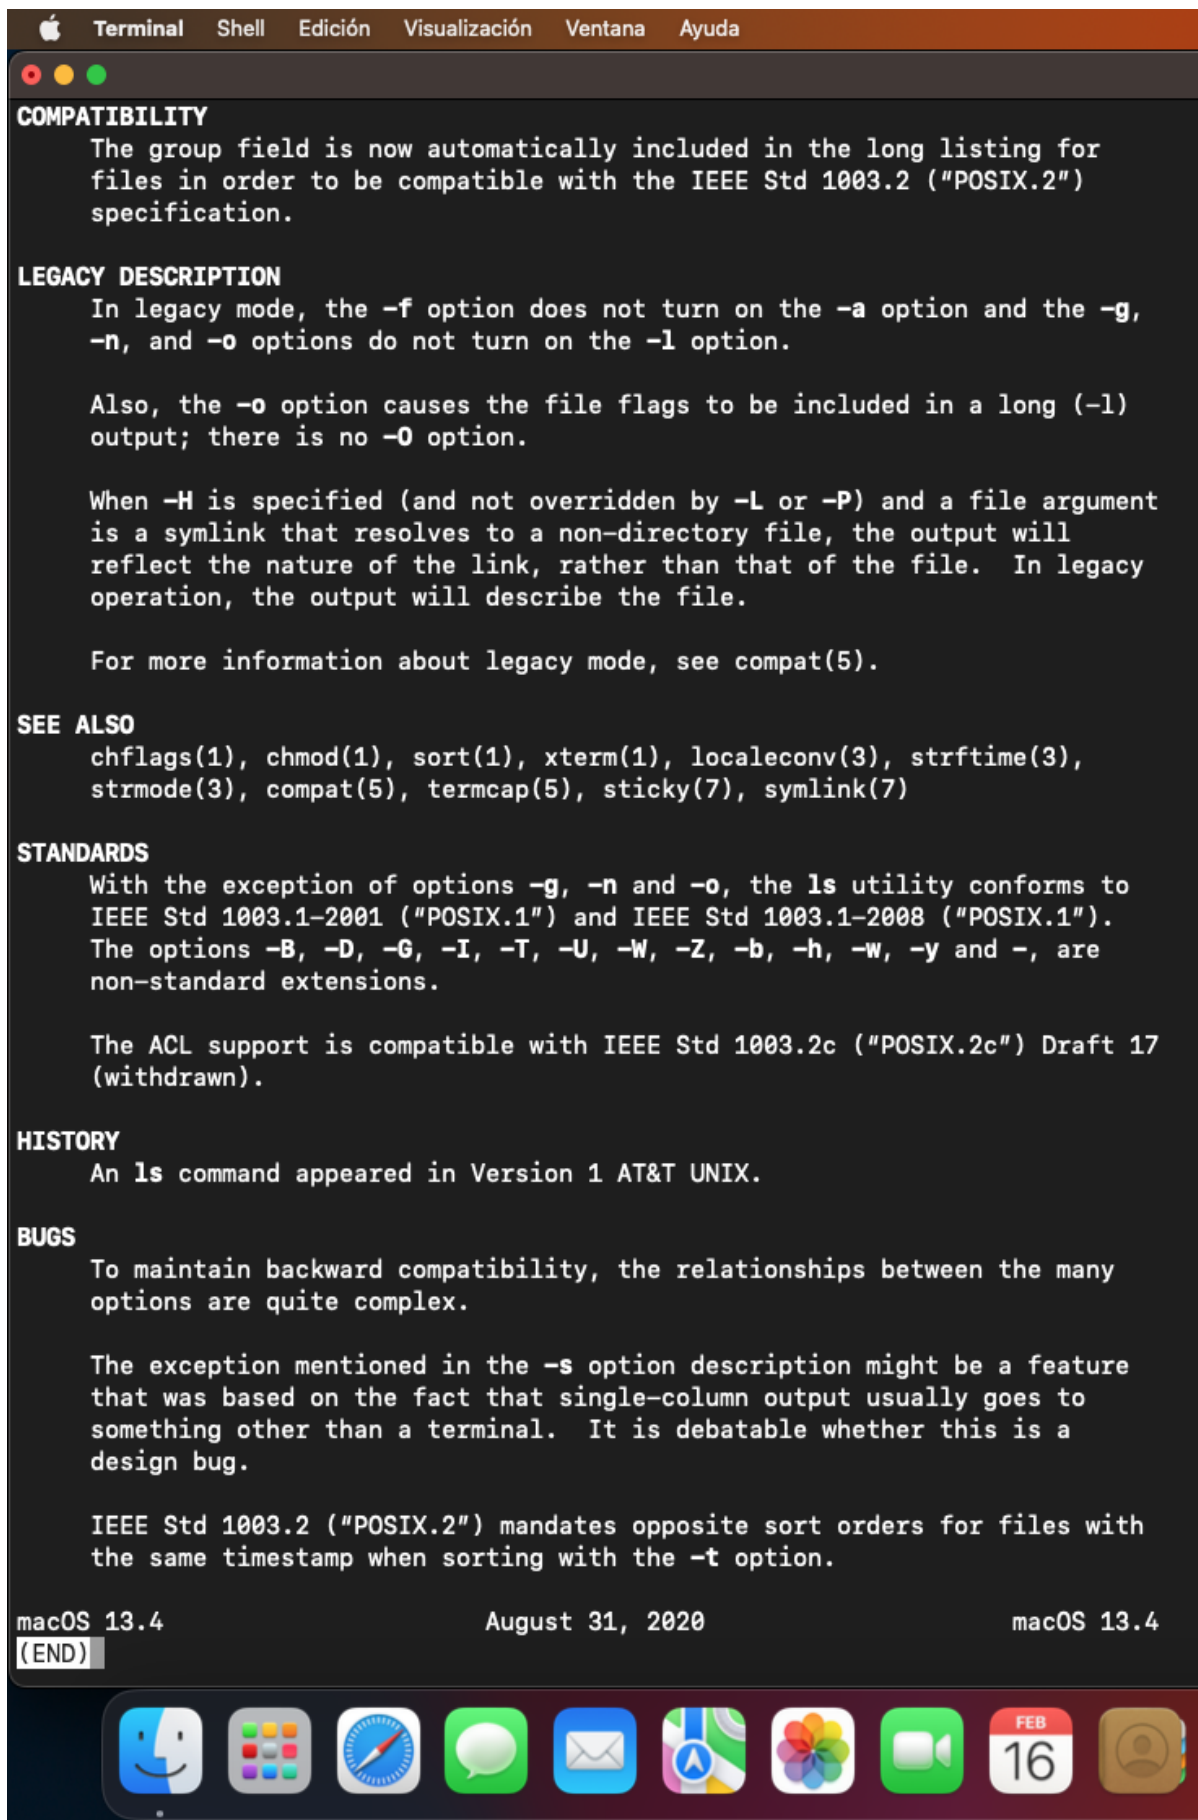 Terminal Shell Edición Visualización Ventana Ayuda
COMPATIBILITY
The group field is now automatically included in the long listing for
files in order to be compatible with the IEEE Std 1003.2 (“POSIX.2”)
specification.
LEGACY DESCRIPTION
In legacy mode, the -f option does not turn on the -a option and the -g,
-n, and -o options do not turn on the -l option.
Also, the -o option causes the file flags to be included in a long (-l)
output; there is no -O option.
When -H is specified (and not overridden by -L or -P) and a file argument
is a symlink that resolves to a non-directory file, the output will
reflect the nature of the link, rather than that of the file.  In legacy
operation, the output will describe the file.
For more information about legacy mode, see compat(5).
SEE ALSO
chflags(1), chmod(1), sort(1), xterm(1), localeconv(3), strftime(3),
strmode(3), compat(5), termcap(5), sticky(7), symlink(7)
STANDARDS
With the exception of options -g, -n and -o, the ls utility conforms to
IEEE Std 1003.1-2001 (“POSIX.1”) and IEEE Std 1003.1-2008 (“POSIX.1”).
The options -B, -D, -G, -I, -T, -U, -W, -Z, -b, -h, -w, -y and -, are
non-standard extensions.
The ACL support is compatible with IEEE Std 1003.2c (“POSIX.2c”) Draft 17
(withdrawn).
HISTORY
An ls command appeared in Version 1 AT&T UNIX.
BUGS
To maintain backward compatibility, the relationships between the many
options are quite complex.
The exception mentioned in the -s option description might be a feature
that was based on the fact that single-column output usually goes to
something other than a terminal.  It is debatable whether this is a
design bug.
IEEE Std 1003.2 (“POSIX.2”) mandates opposite sort orders for files with
the same timestamp when sorting with the -t option.
macOS 13.4 August 31, 2020 macOS 13.4
(END)
FEB
16